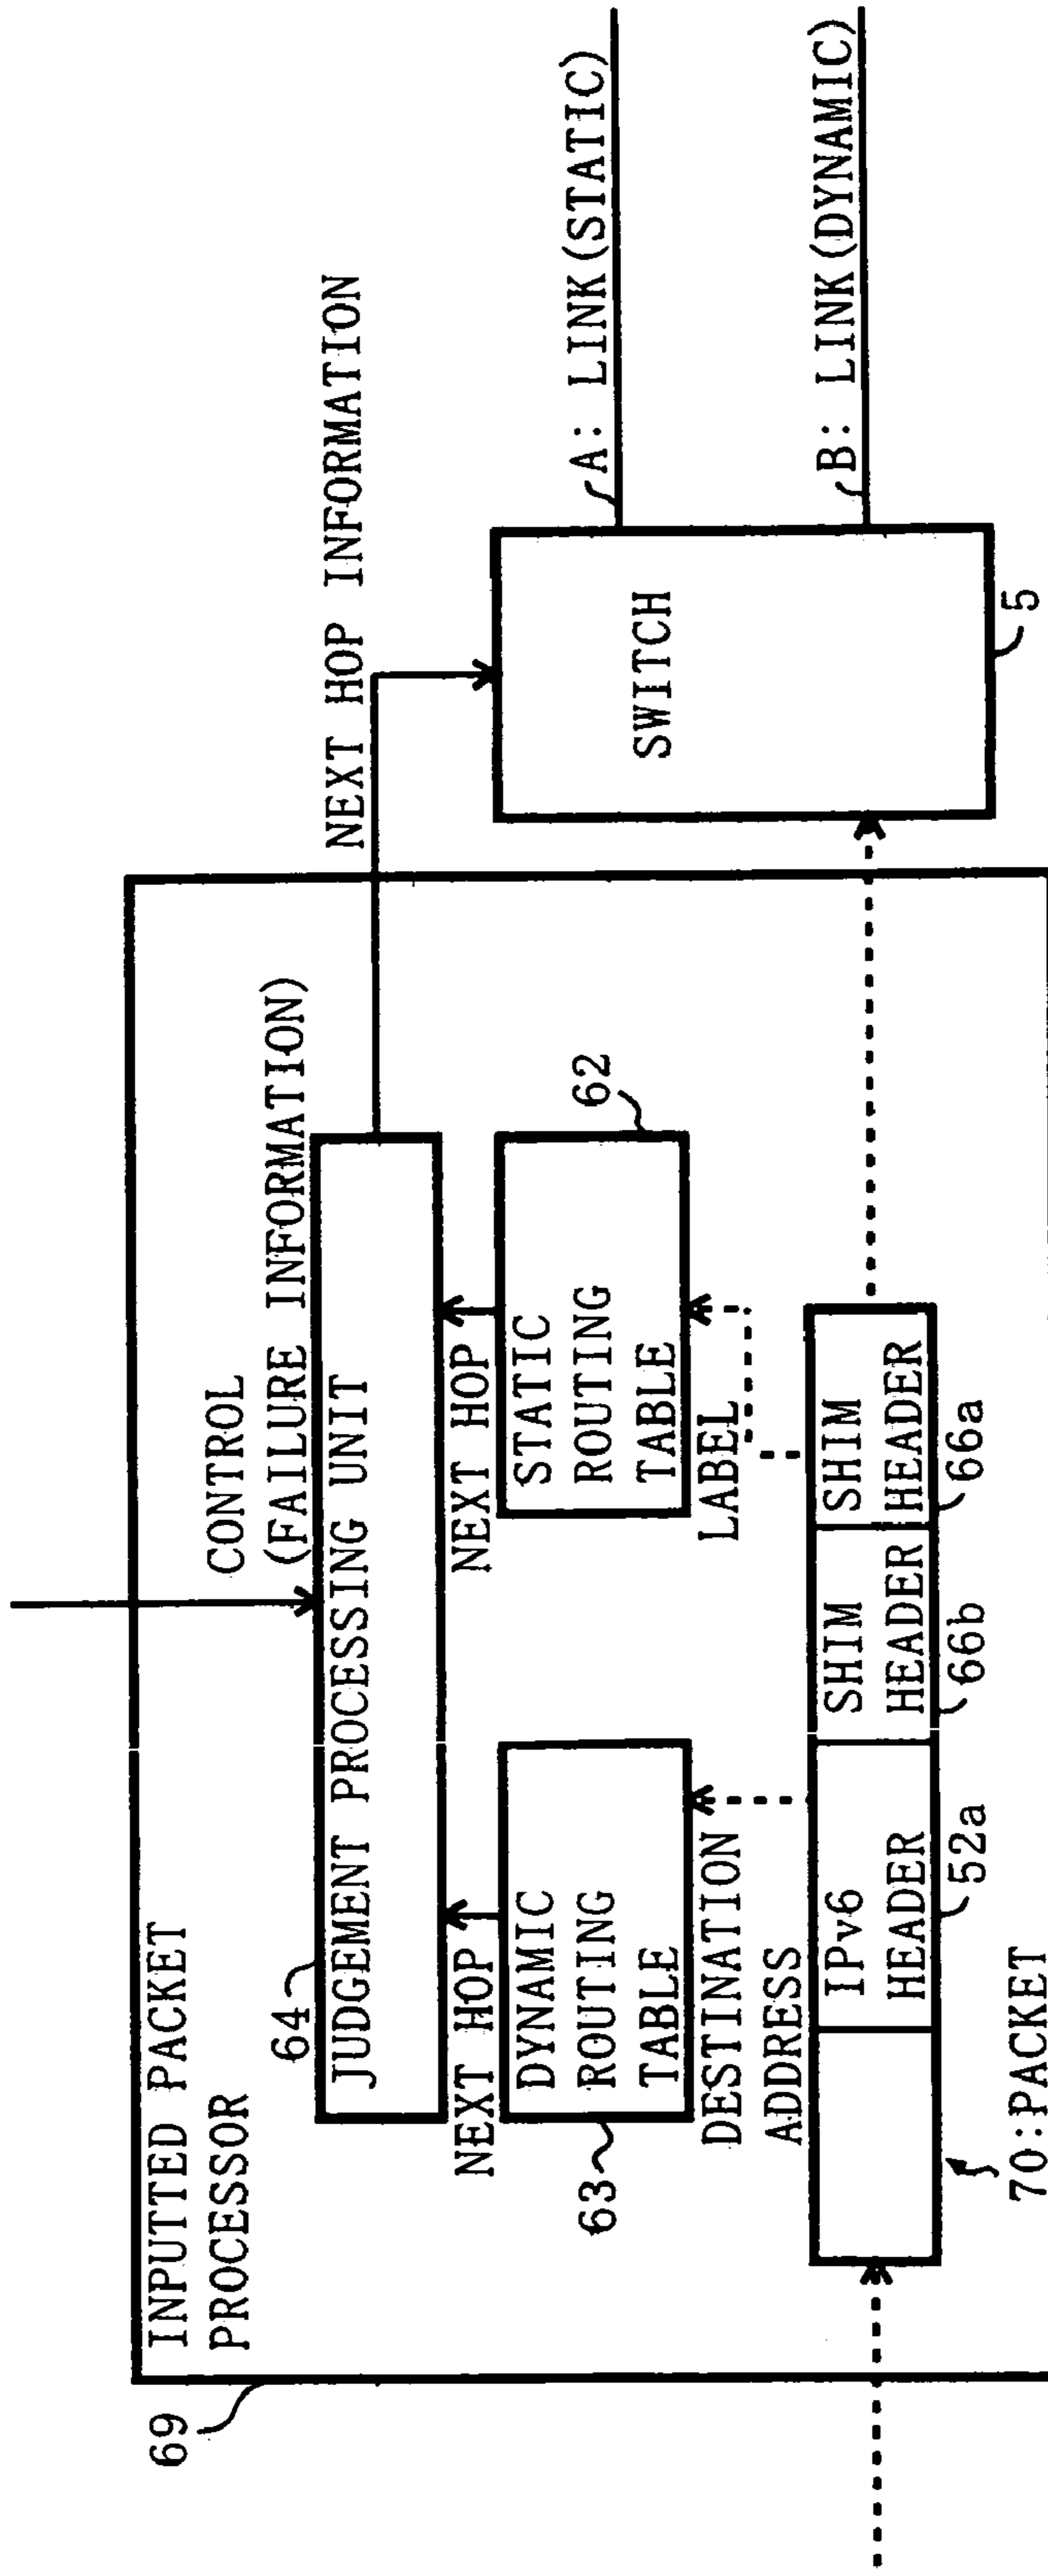 69
INPUTTED PACKET
PROCESSOR
CONTROL
(FAILURE INFORMATION)
64
JUDGEMENT PROCESSING UNIT
NEXT HOP INFORMATION
NEXT HOP
NEXT HOP
63
DYNAMIC
ROUTING
TABLE
STATIC
ROUTING
TABLE
62
DESTINATION
ADDRESS
LABEL
IPv6
HEADER
SHIM
HEADER
SHIM
HEADER
52a
66b
66a
70:PACKET
SWITCH
5
A: LINK(STATIC)
B: LINK(DYNAMIC)